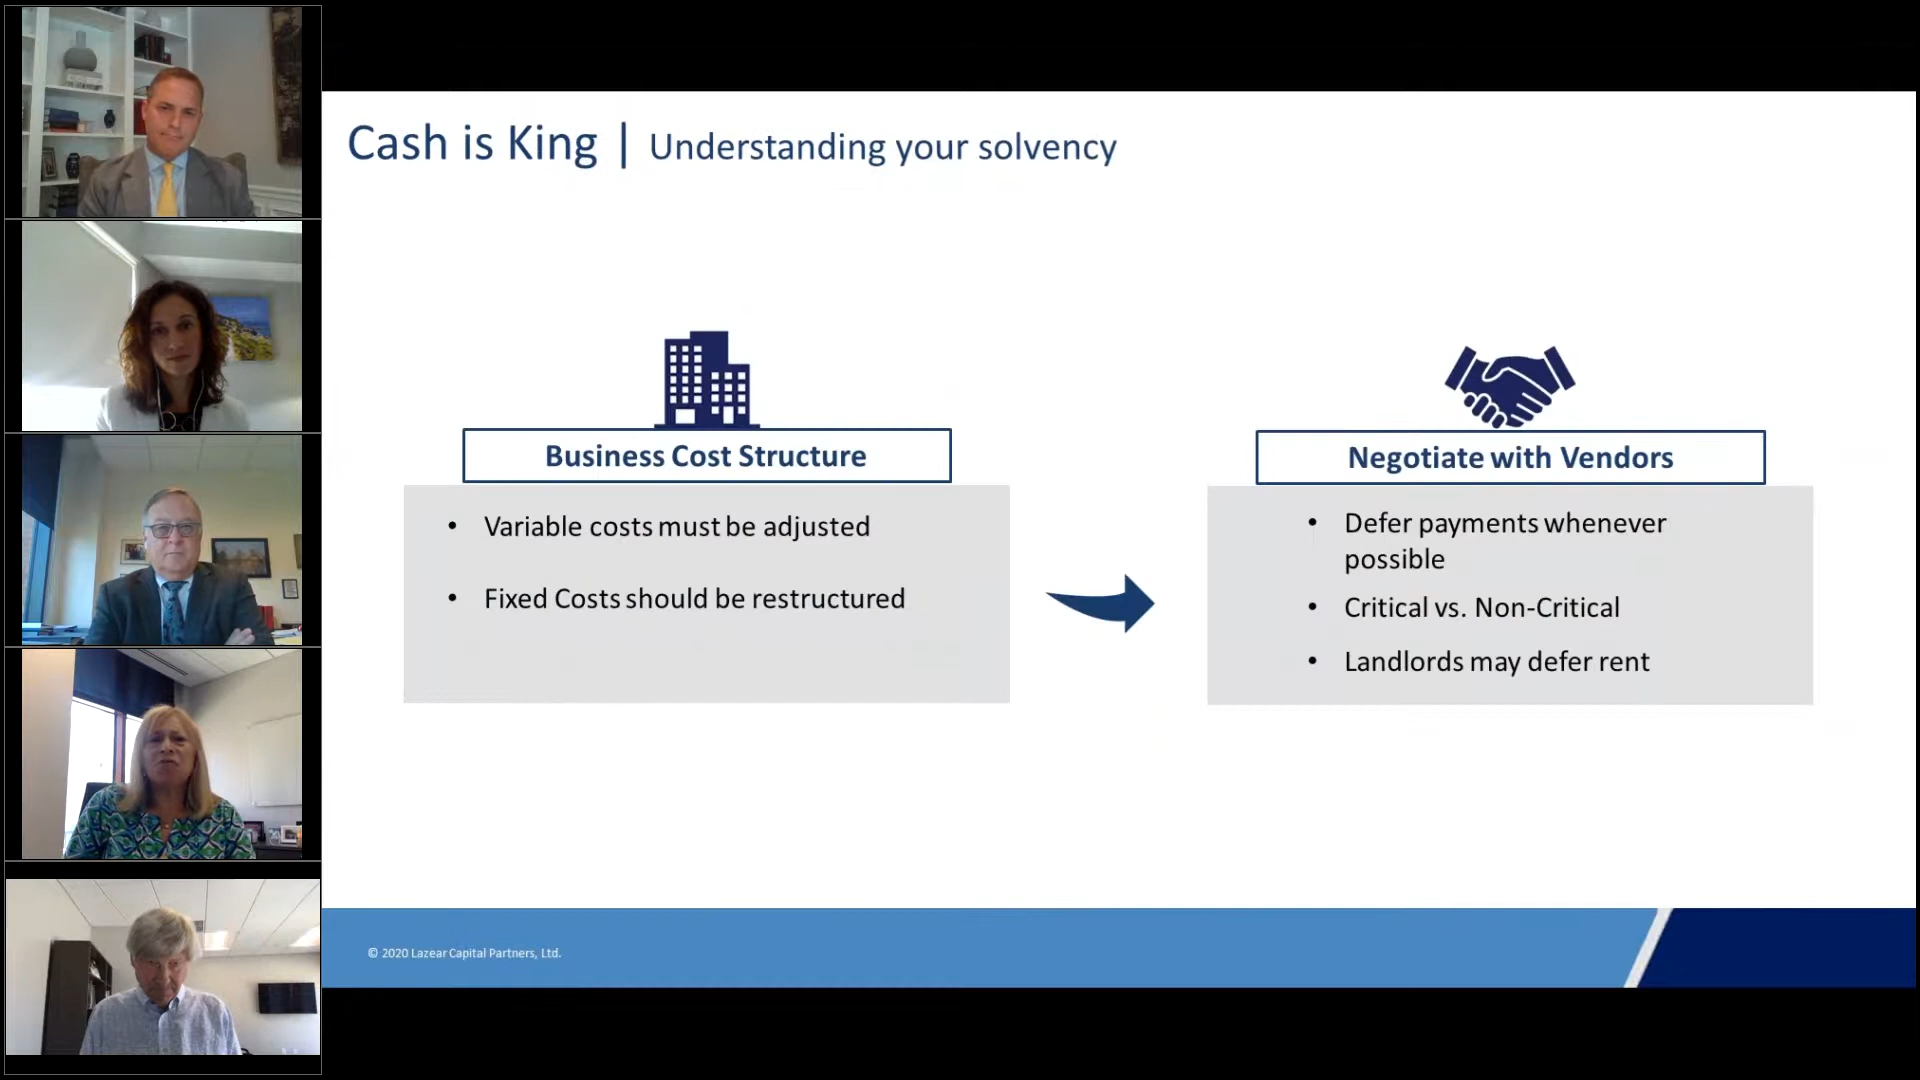 Cash is King | Understanding your solvency
Business Cost Structure
• Variable costs must be adjusted
• Fixed Costs should be restructured
Negotiate with Vendors
• Defer payments whenever
possible
• Critical vs. Non-Critical
• Landlords may defer rent
© 2020 Lazear Capital Partners, Ltd.